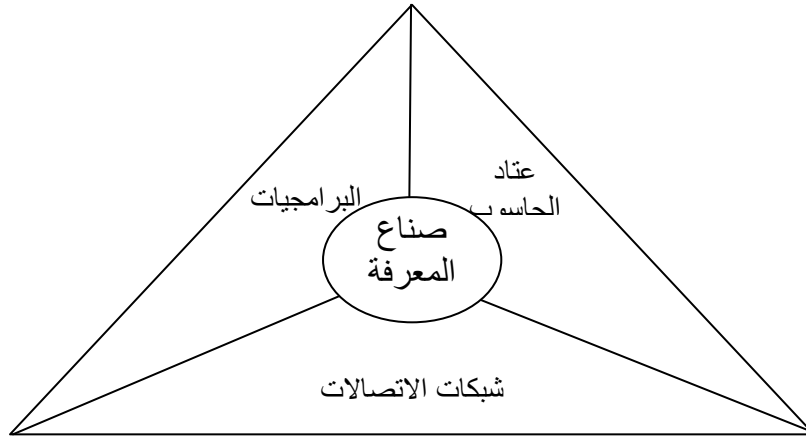 عتاد
الحاسوب
البرامجيات
صناع
المعرفة
شبكات الاتصالات